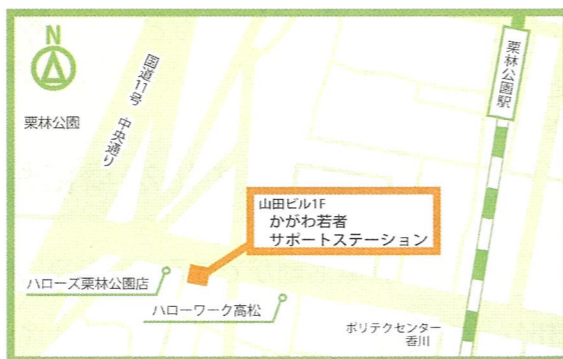 N
栗林公園
国道11号 中央通り
栗林公園駅
山田ビル1F
かがわ若者
サポートステーション
ハローズ栗林公園店
ハローワーク高松
ポリテクセンター
香川